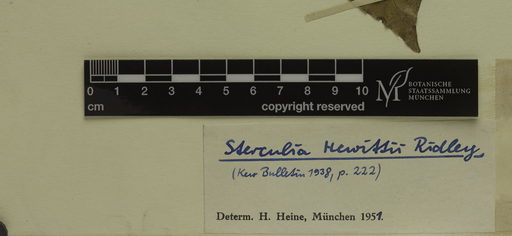 0 1 2 3 4 5 6 7 8 9 10
cm copyright reserved
M BOTANISCHE
STAATSSAMMLUNG
MÜNCHEN
Sterculia Hewittii Ridley
(Kew Bulletin 1938, p. 222)
Determ. H. Heine, München 1951.